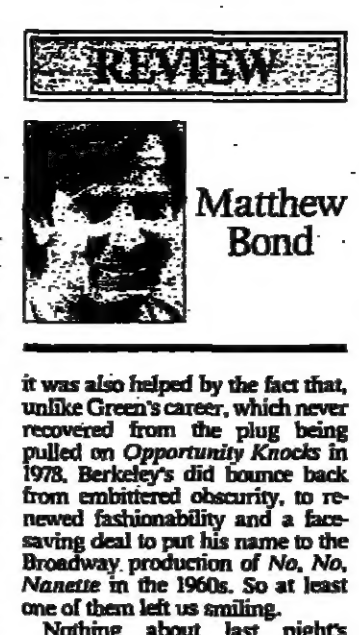 REVIEW
Matthew
Bond
it was also helped by the fact that,
unlike Green's career, which never
recovered from the plug being
pulled on Opportunity Knocks in
1978, Berkeley's did bounce back
from embittered obscurity, to re-
newed fashionability and a face-
saving deal to put his name to the
Broadway production of No, No,
Nanette in the 1960s. So at least
one of them left us smiling.
Nothing about last night's